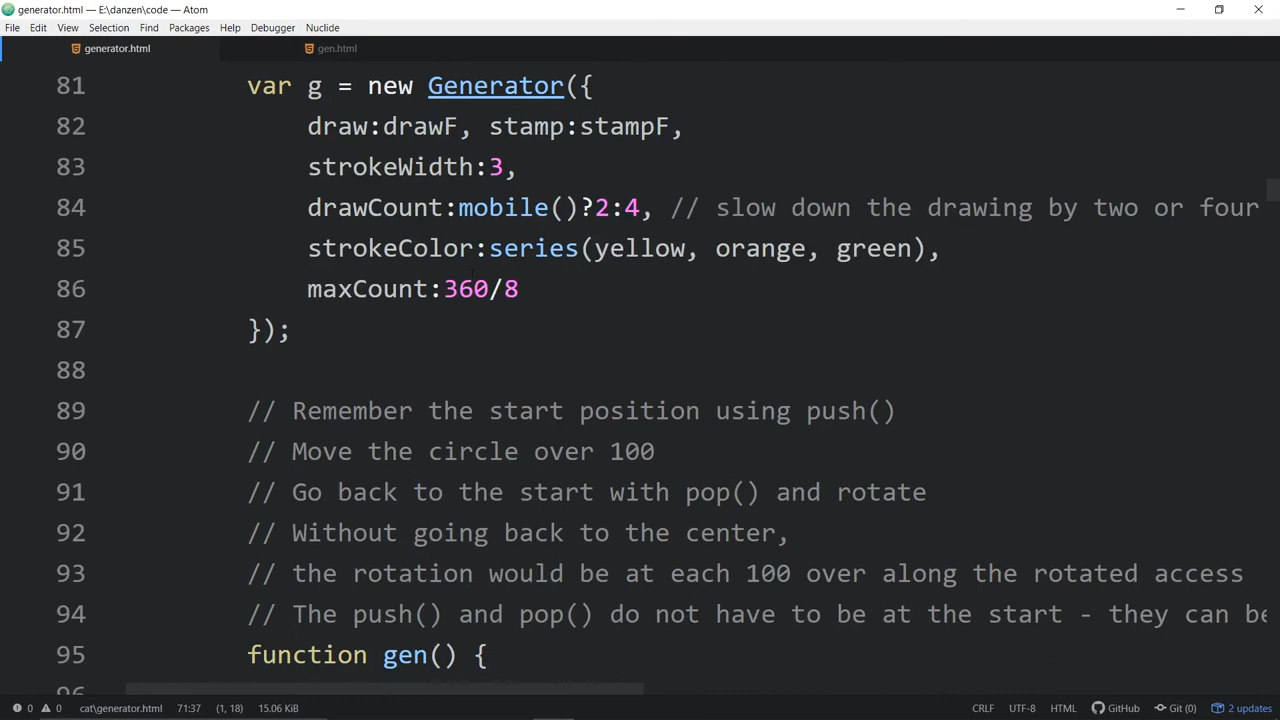 generator.html — E:\danzen\code — Atom
File Edit View Selection Find Packages Help Debugger Nuclide
generator.html gen.html
81 var g = new Generator({
82 draw:drawF, stamp:stampF,
83 strokeWidth:3,
84 drawCount:mobile()?2:4, // slow down the drawing by two or four
85 strokeColor:series(yellow, orange, green),
86 maxCount:360/8
87 });
88
89 // Remember the start position using push()
90 // Move the circle over 100
91 // Go back to the start with pop() and rotate
92 // Without going back to the center,
93 // the rotation would be at each 100 over along the rotated access
94 // The push() and pop() do not have to be at the start - they can be
95 function gen() {
96
0 0 cat\generator.html 71:37 (1, 18) 15.06 KiB CRLF UTF-8 HTML GitHub Git (0) 2 updates